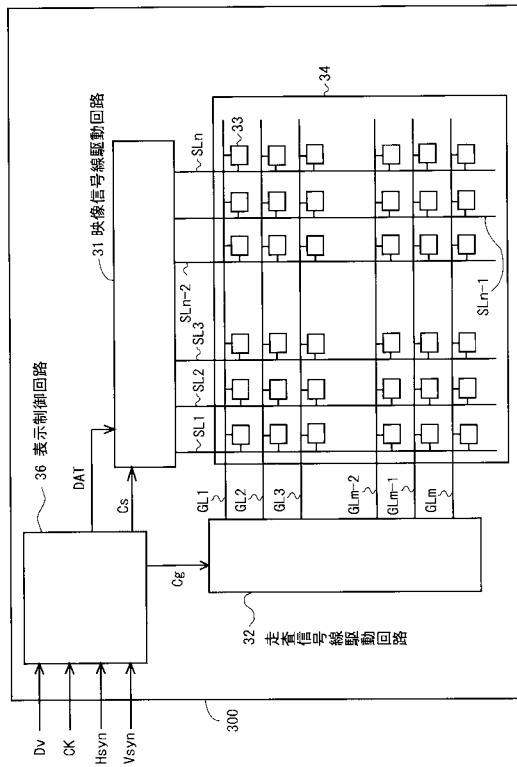 36 表示制御回路
31 映像信号線駆動回路
DAT
Cs
Cg
Dv
CK
Hsyn
Vsyn
SL1
SL2
SL3
SLn-2
SLn
SLn-1
33
34
GL1
GL2
GL3
GLm-2
GLm-1
GLm
32 走査信号線駆動回路
300